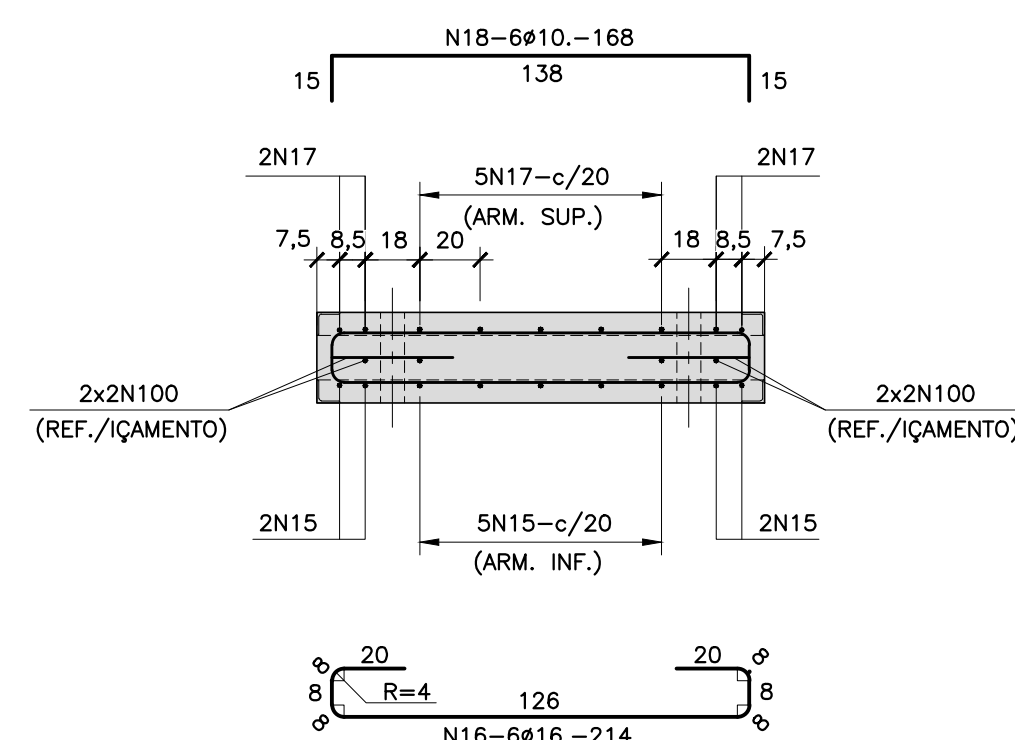 N18-6ø10.-168
15 138 15
2N17 2N17
5N17-c/20
(ARM. SUP.)
7,5 8,5 18 20 18 8,5 7,5
2x2N100 2x2N100
(REF./IÇAMENTO) (REF./IÇAMENTO)
2N15 5N15-c/20 2N15
(ARM. INF.)
8 20 20 8
8 R=4 126 8
8 8
N16-6ø16.-214